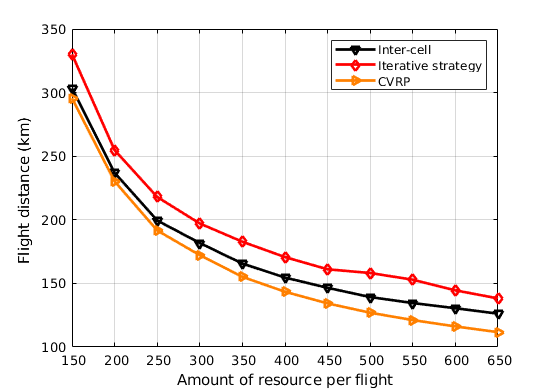 350
300
250
200
150
100
Flight distance (km)
Inter-cell
Iterative strategy
CVRP
150 200 250 300 350 400 450 500 550 600 650
Amount of resource per flight